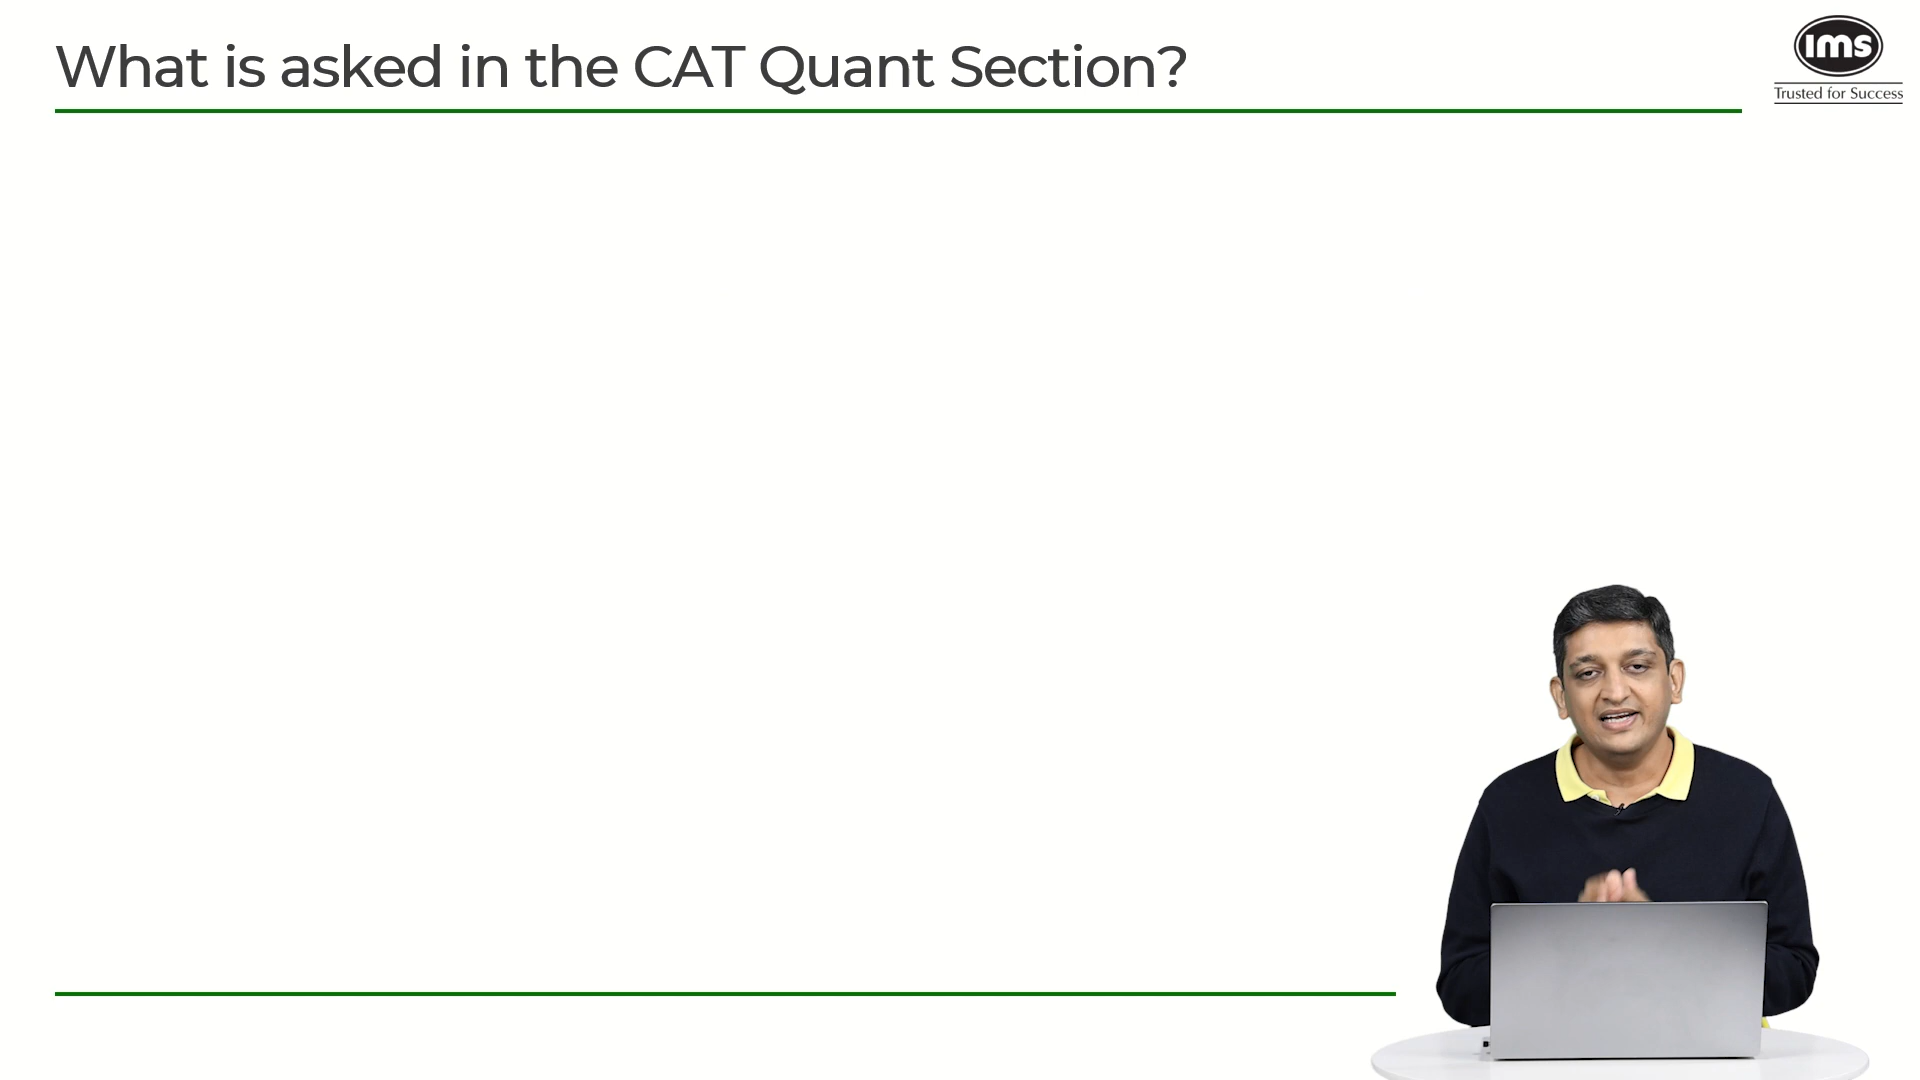 What is asked in the CAT Quant Section?
ims
Trusted for Success